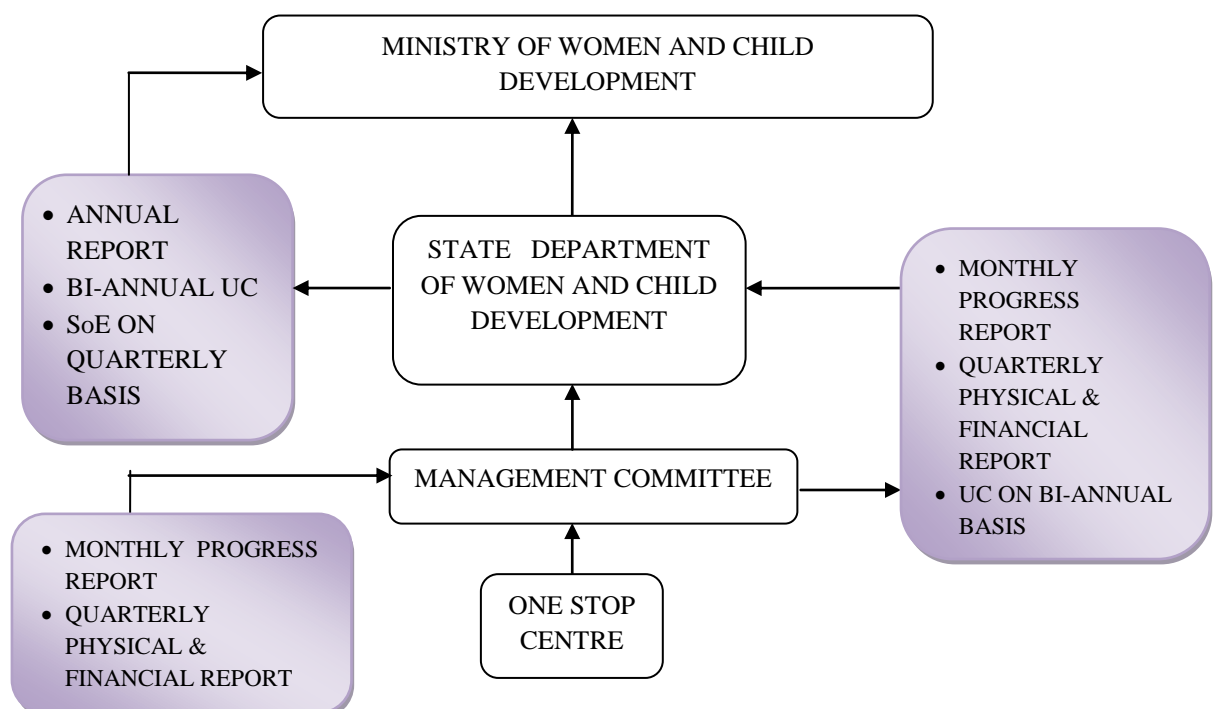 MINISTRY OF WOMEN AND CHILD
DEVELOPMENT
• ANNUAL
REPORT
• BI-ANNUAL UC
• SoE ON
QUARTERLY
BASIS
STATE DEPARTMENT
OF WOMEN AND CHILD
DEVELOPMENT
• MONTHLY
PROGRESS
REPORT
• QUARTERLY
PHYSICAL &
FINANCIAL
REPORT
• UC ON BI-ANNUAL
BASIS
MANAGEMENT COMMITTEE
• MONTHLY PROGRESS
REPORT
• QUARTERLY
PHYSICAL &
FINANCIAL REPORT
ONE STOP
CENTRE